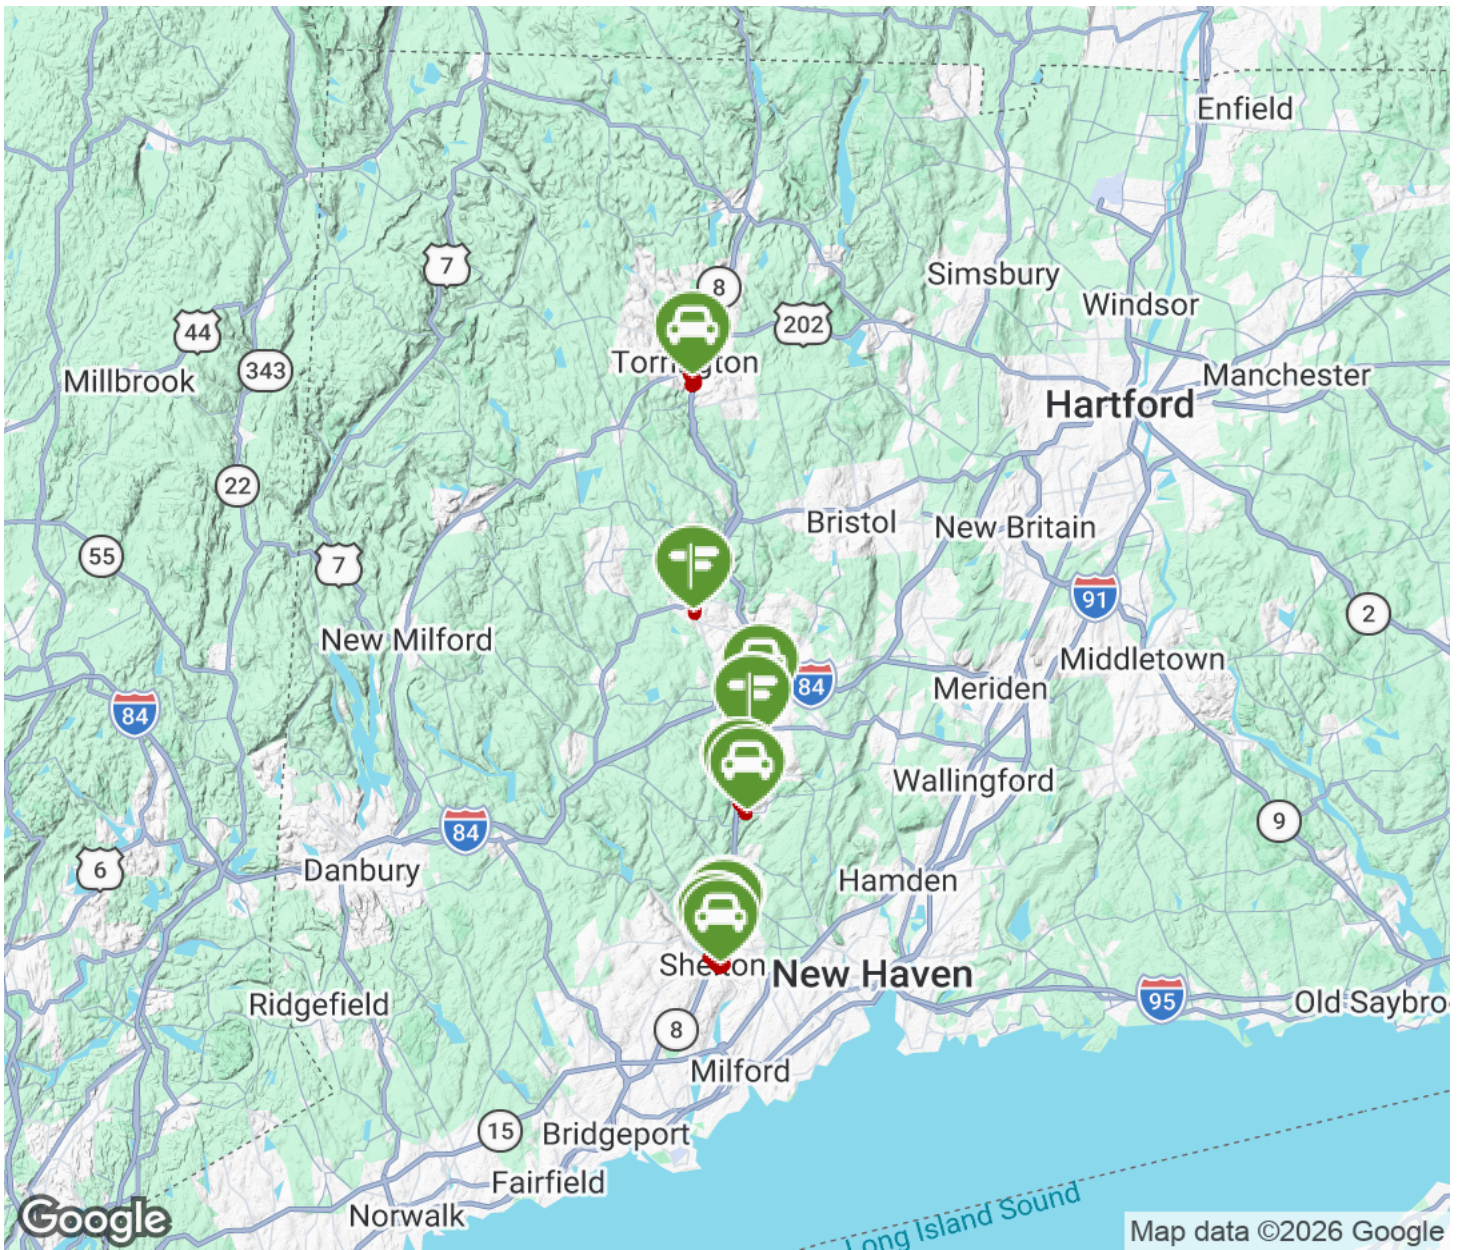 Enfield
7
Simsbury
8
Windsor
44
202
343
Torrington
Manchester
Millbrook
Hartford
22
Bristol
New Britain
55
7
91
2
New Milford
Middletown
84
Meriden
84
Wallingford
84
9
6
Danbury
Hamden
Shelton
New Haven
Ridgefield
95
Old Saybro
8
Milford
15
Bridgeport
Fairfield
Long Island Sound
Norwalk
Google
Map data ©2026 Google